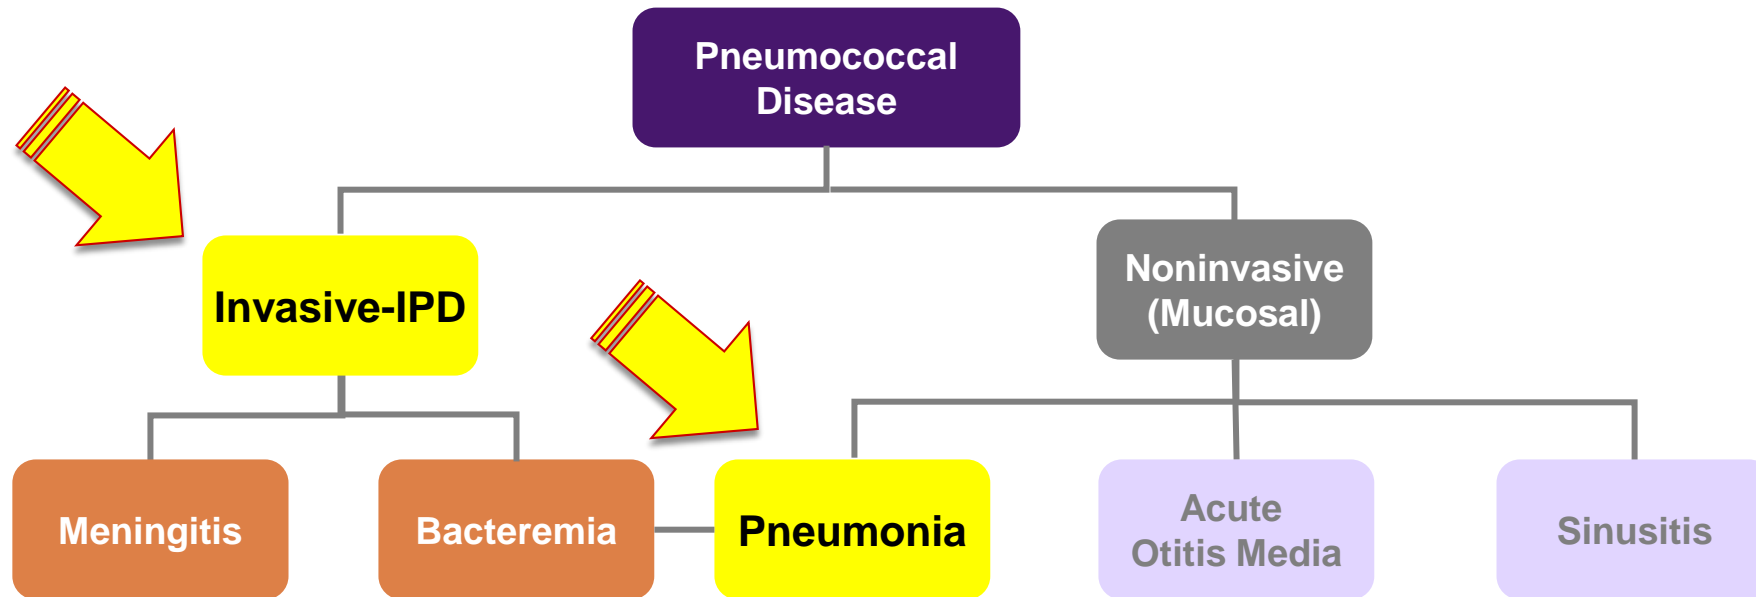 Pneumococcal
Disease
Invasive-IPD
Noninvasive
(Mucosal)
Meningitis
Bacteremia
Pneumonia
Acute
Otitis Media
Sinusitis